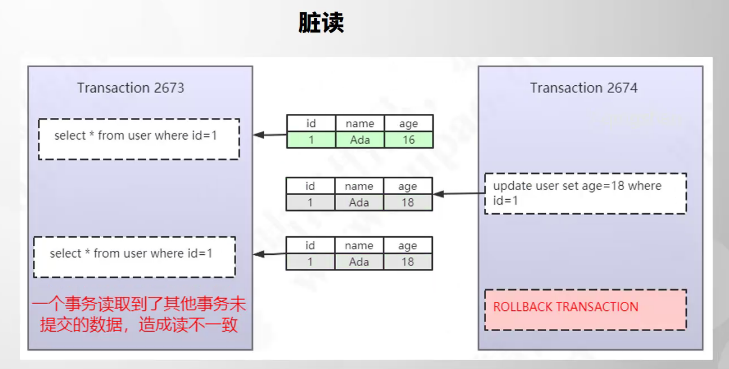 脏读
Transaction 2673
Transaction 2674
select * from user where id=1
id name age
1 Ada 16
id name age
1 Ada 18
update user set age=18 where
id=1
select * from user where id=1
id name age
1 Ada 18
一个事务读取到了其他事务未
提交的数据，造成读不一致
ROLLBACK TRANSACTION